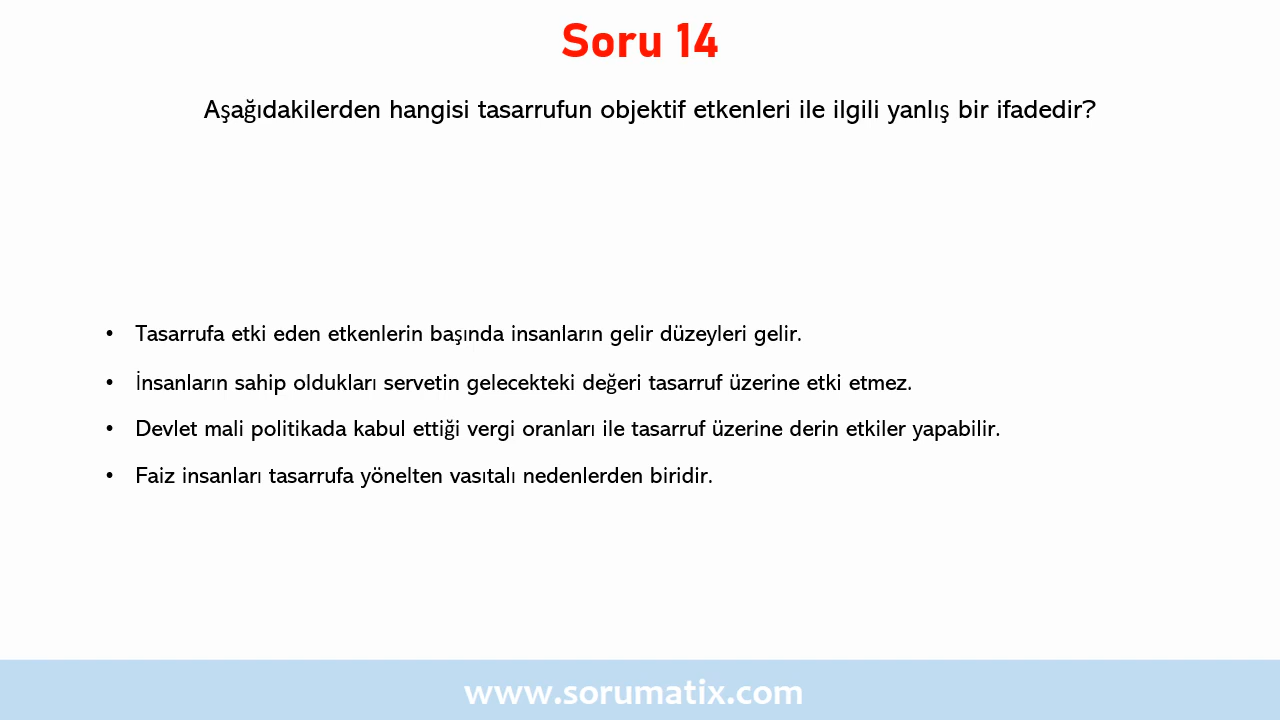 Soru 14
Aşağıdakilerden hangisi tasarrufun objektif etkenleri ile ilgili yanlış bir ifadedir?
• Tasarrufa etki eden etkenlerin başında insanların gelir düzeyleri gelir.
• İnsanların sahip oldukları servetin gelecekteki değeri tasarruf üzerine etki etmez.
• Devlet mali politikada kabul ettiği vergi oranları ile tasarruf üzerine derin etkiler yapabilir.
• Faiz insanları tasarrufa yönelten vasıtalı nedenlerden biridir.
www.sorumatix.com